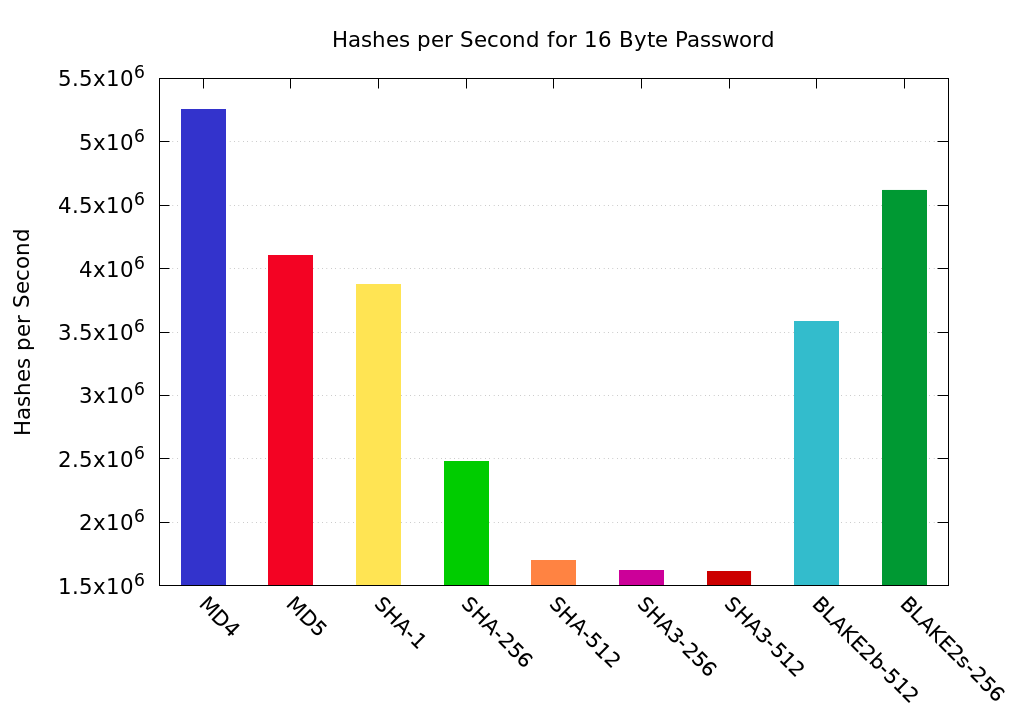 Hashes per Second for 16 Byte Password
Hashes per Second
5.5x10⁶
5x10⁶
4.5x10⁶
4x10⁶
3.5x10⁶
3x10⁶
2.5x10⁶
2x10⁶
1.5x10⁶
MD4
MD5
SHA-1
SHA-256
SHA-512
SHA3-256
SHA3-512
BLAKE2b-512
BLAKE2s-256